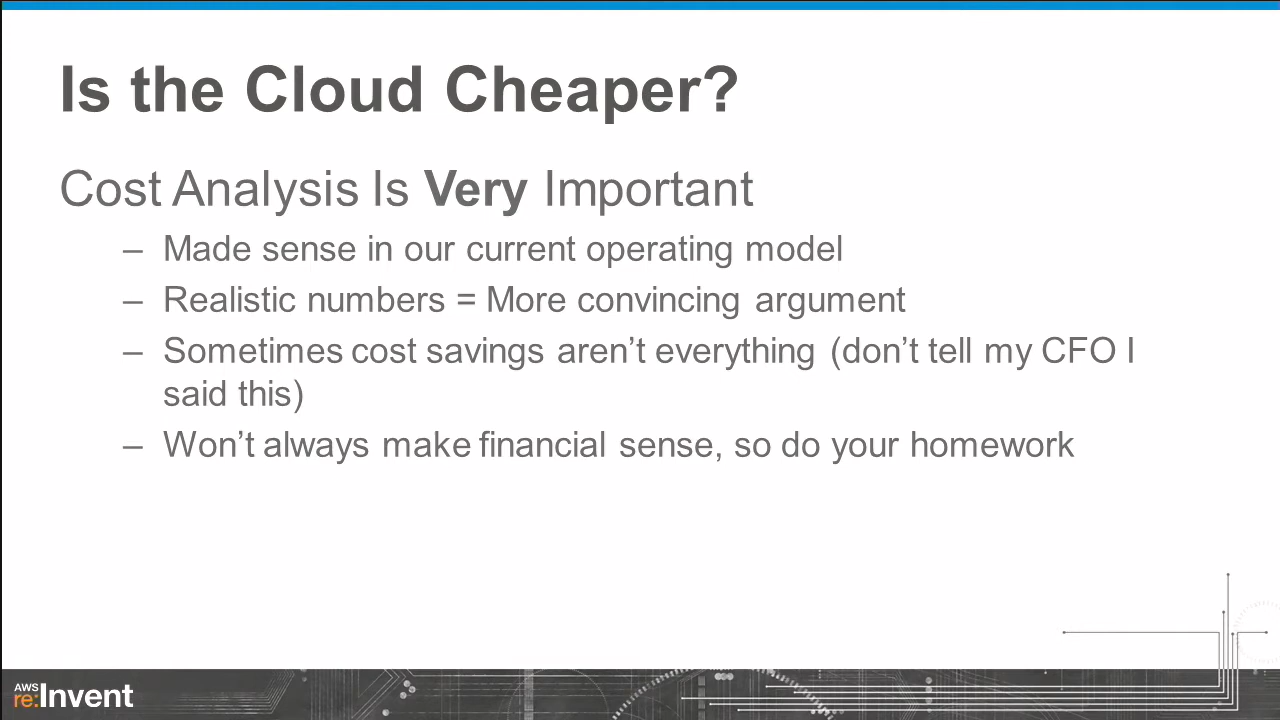 Is the Cloud Cheaper?
Cost Analysis Is Very Important
– Made sense in our current operating model
– Realistic numbers = More convincing argument
– Sometimes cost savings aren’t everything (don’t tell my CFO I
said this)
– Won’t always make financial sense, so do your homework
AWS
re:Invent